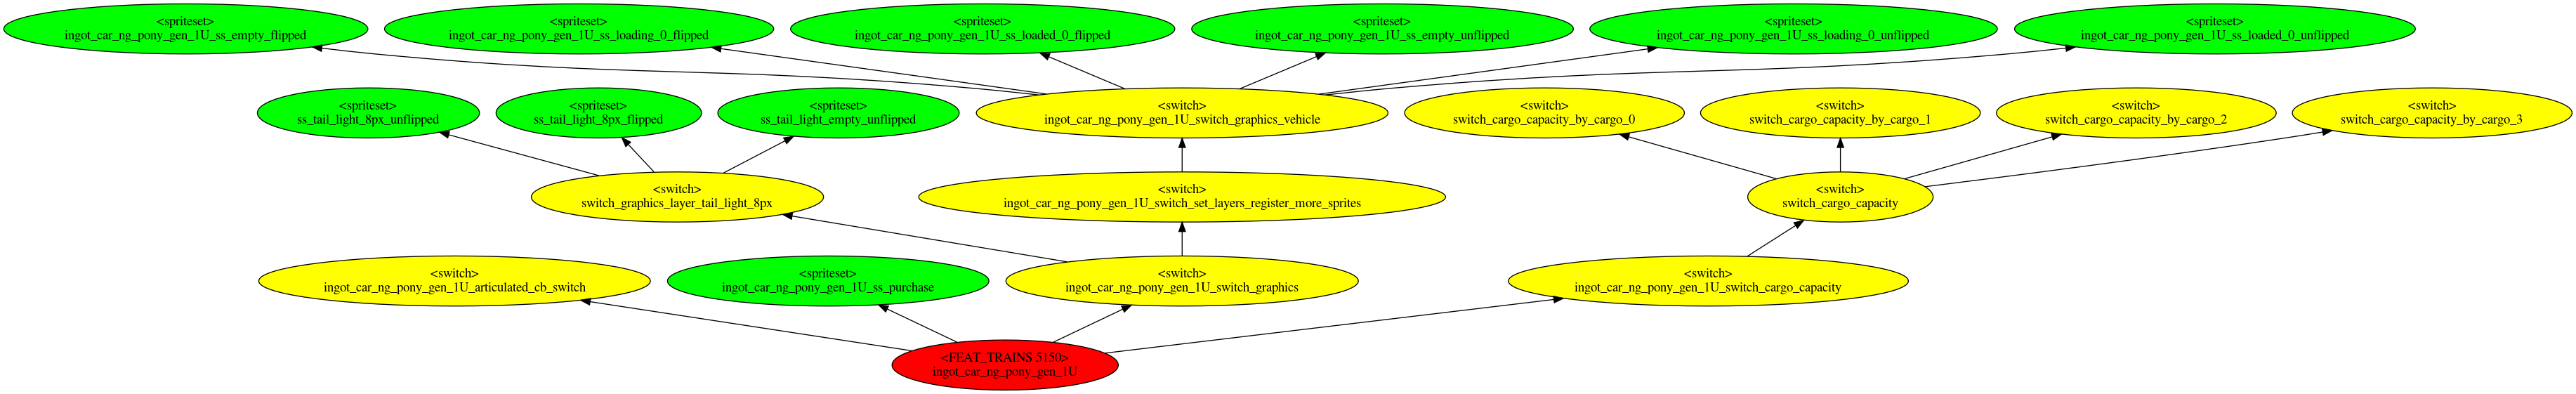 <spriteset>
ingot_car_ng_pony_gen_1U_ss_empty_flipped
<spriteset>
ingot_car_ng_pony_gen_1U_ss_loading_0_flipped
<spriteset>
ingot_car_ng_pony_gen_1U_ss_loaded_0_flipped
<spriteset>
ingot_car_ng_pony_gen_1U_ss_empty_unflipped
<spriteset>
ingot_car_ng_pony_gen_1U_ss_loading_0_unflipped
<spriteset>
ingot_car_ng_pony_gen_1U_ss_loaded_0_unflipped
<spriteset>
ss_tail_light_8px_unflipped
<spriteset>
ss_tail_light_8px_flipped
<spriteset>
ss_tail_light_empty_unflipped
<switch>
ingot_car_ng_pony_gen_1U_switch_graphics_vehicle
<switch>
switch_cargo_capacity_by_cargo_0
<switch>
switch_cargo_capacity_by_cargo_1
<switch>
switch_cargo_capacity_by_cargo_2
<switch>
switch_cargo_capacity_by_cargo_3
<switch>
switch_graphics_layer_tail_light_8px
<switch>
ingot_car_ng_pony_gen_1U_switch_set_layers_register_more_sprites
<switch>
switch_cargo_capacity
<switch>
ingot_car_ng_pony_gen_1U_articulated_cb_switch
<spriteset>
ingot_car_ng_pony_gen_1U_ss_purchase
<switch>
ingot_car_ng_pony_gen_1U_switch_graphics
<switch>
ingot_car_ng_pony_gen_1U_switch_cargo_capacity
<FEAT_TRAINS 5150>
ingot_car_ng_pony_gen_1U